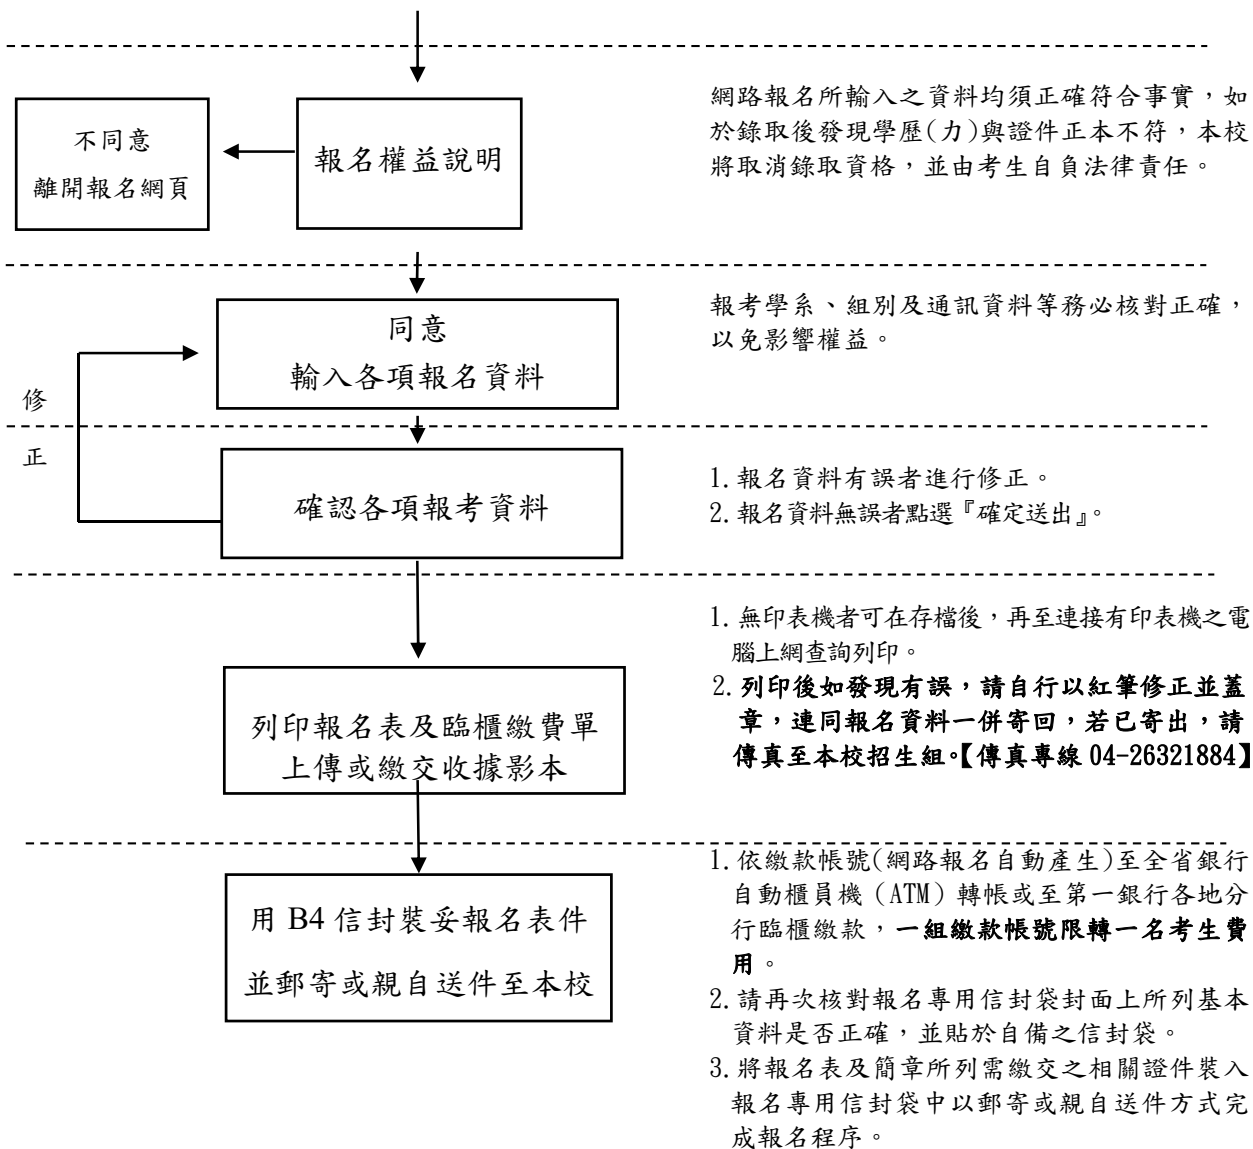 不同意
離開報名網頁
報名權益說明
網路報名所輸入之資料均須正確符合事實，如
於錄取後發現學歷(力)與證件正本不符，本校
將取消錄取資格，並由考生自負法律責任。
同意
輸入各項報名資料
報考學系、組別及通訊資料等務必核對正確，
以免影響權益。
修
正
確認各項報考資料
1.報名資料有誤者進行修正。
2.報名資料無誤者點選『確定送出』。
列印報名表及臨櫃繳費單
上傳或繳交收據影本
1.無印表機者可在存檔後，再至連接有印表機之電
腦上網查詢列印。
2.列印後如發現有誤，請自行以紅筆修正並蓋
章，連同報名資料一併寄回，若已寄出，請
傳真至本校招生組。【傳真專線 04-26321884】
用 B4 信封裝妥報名表件
並郵寄或親自送件至本校
1.依繳款帳號(網路報名自動產生)至全省銀行
自動櫃員機（ATM）轉帳或至第一銀行各地分
行臨櫃繳款，一組繳款帳號限轉一名考生費
用。
2.請再次核對報名專用信封袋封面上所列基本
資料是否正確，並貼於自備之信封袋。
3.將報名表及簡章所列需繳交之相關證件裝入
報名專用信封袋中以郵寄或親自送件方式完
成報名程序。